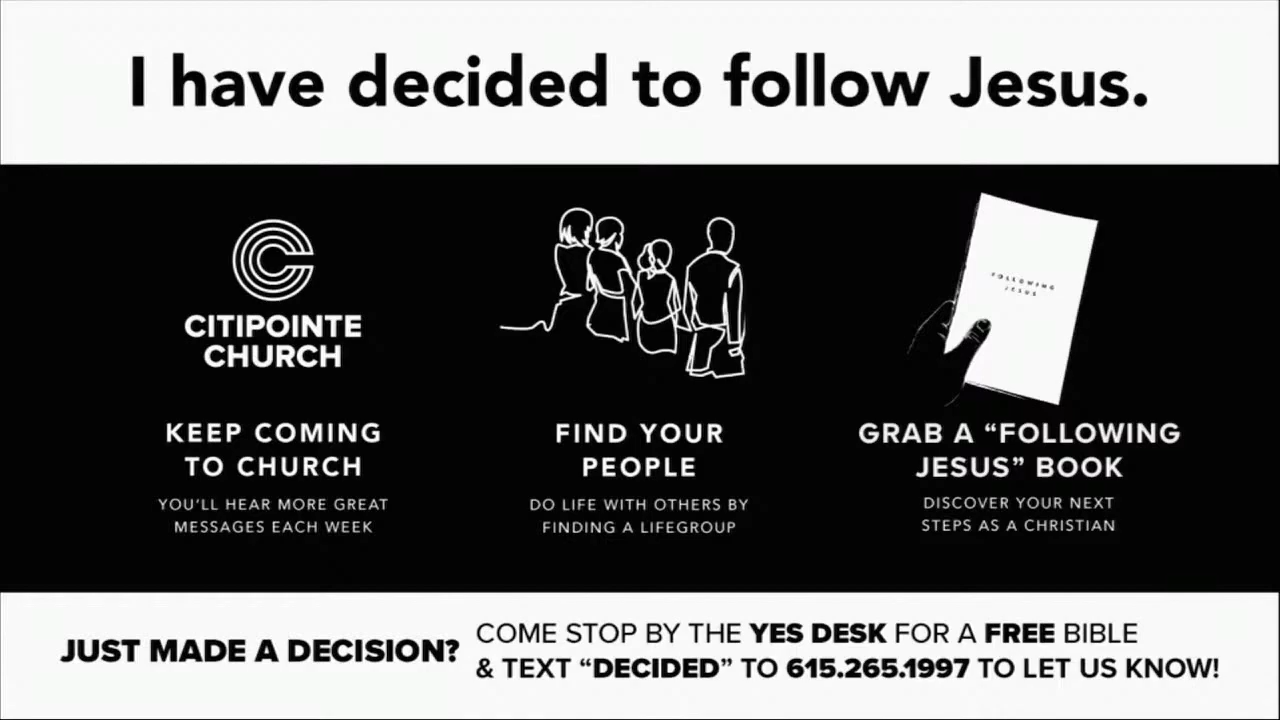 I have decided to follow Jesus.
CITIPOINTE
CHURCH
KEEP COMING
TO CHURCH
YOU'LL HEAR MORE GREAT
MESSAGES EACH WEEK
FIND YOUR
PEOPLE
DO LIFE WITH OTHERS BY
FINDING A LIFEGROUP
FOLLOWING
JESUS
GRAB A “FOLLOWING
JESUS” BOOK
DISCOVER YOUR NEXT
STEPS AS A CHRISTIAN
JUST MADE A DECISION?
COME STOP BY THE YES DESK FOR A FREE BIBLE
& TEXT “DECIDED” TO 615.265.1997 TO LET US KNOW!